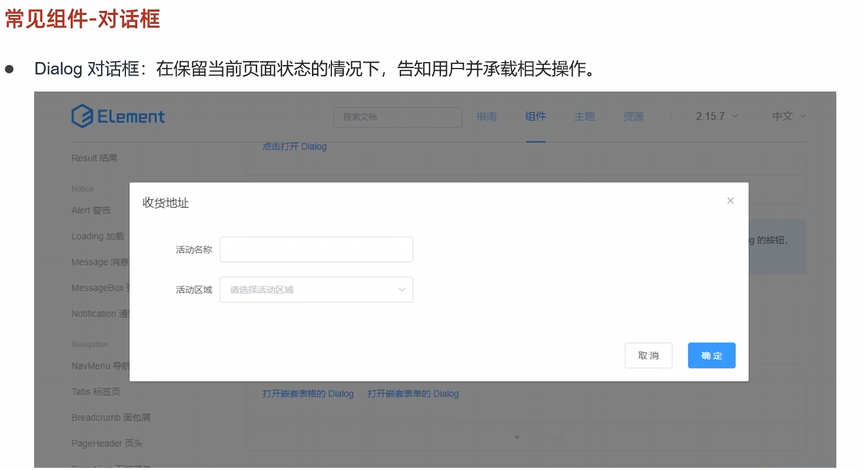 常见组件-对话框
● Dialog 对话框：在保留当前页面状态的情况下，告知用户并承载相关操作。
Element
搜索文档
指南
组件
主题
资源
2.15.7
中文
点击打开 Dialog
Result 结果
Notice
Alert 警告
Loading 加载
Message 消息
MessageBox
Notification 通
Navigation
NavMenu 导航
Tabs 标签页
Breadcrumb 面包屑
PageHeader 页头
收货地址
活动名称
活动区域
请选择活动区域
取 消
确 定
的按钮，
打开嵌套表格的 Dialog
打开嵌套表单的 Dialog